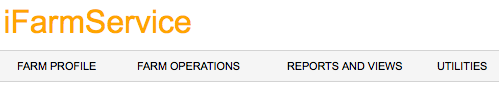 iFarmService
FARM PROFILE FARM OPERATIONS REPORTS AND VIEWS UTILITIES